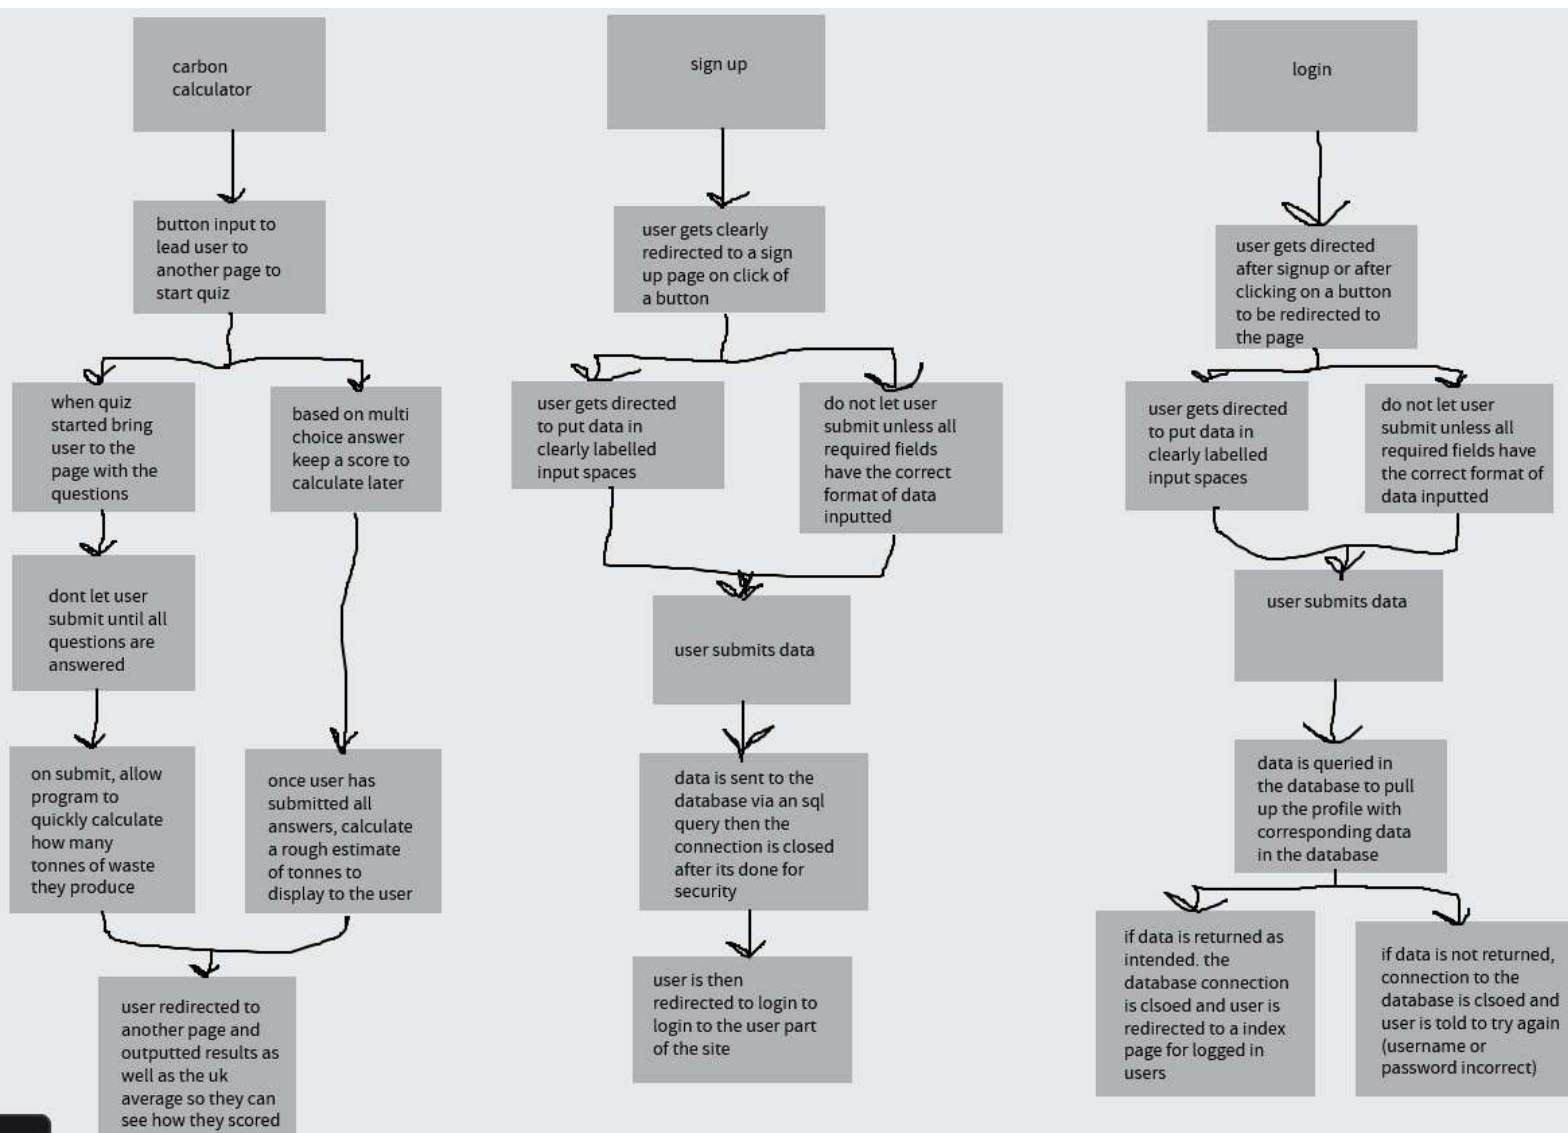 carbon
calculator
button input to
lead user to
another page to
start quiz
when quiz
started bring
user to the
page with the
questions
based on multi
choice answer
keep a score to
calculate later
dont let user
submit until all
questions are
answered
on submit, allow
program to
quickly calculate
how many
tonnes of waste
they produce
once user has
submitted all
answers, calculate
a rough estimate
of tonnes to
display to the user
user redirected to
another page and
outputted results as
well as the uk
average so they can
see how they scored
sign up
user gets clearly
redirected to a sign
up page on click of
a button
user gets directed
to put data in
clearly labelled
input spaces
do not let user
submit unless all
required fields
have the correct
format of data
inputted
user submits data
data is sent to the
database via an sql
query then the
connection is closed
after its done for
security
user is then
redirected to login to
login to the user part
of the site
login
user gets directed
after signup or after
clicking on a button
to be redirected to
the page
user gets directed
to put data in
clearly labelled
input spaces
do not let user
submit unless all
required fields have
the correct format of
data inputted
user submits data
data is queried in
the database to pull
up the profile with
corresponding data
in the database
if data is returned as
intended. the
database connection
is clsoed and user is
redirected to a index
page for logged in
users
if data is not returned,
connection to the
database is clsoed and
user is told to try again
(username or
password incorrect)